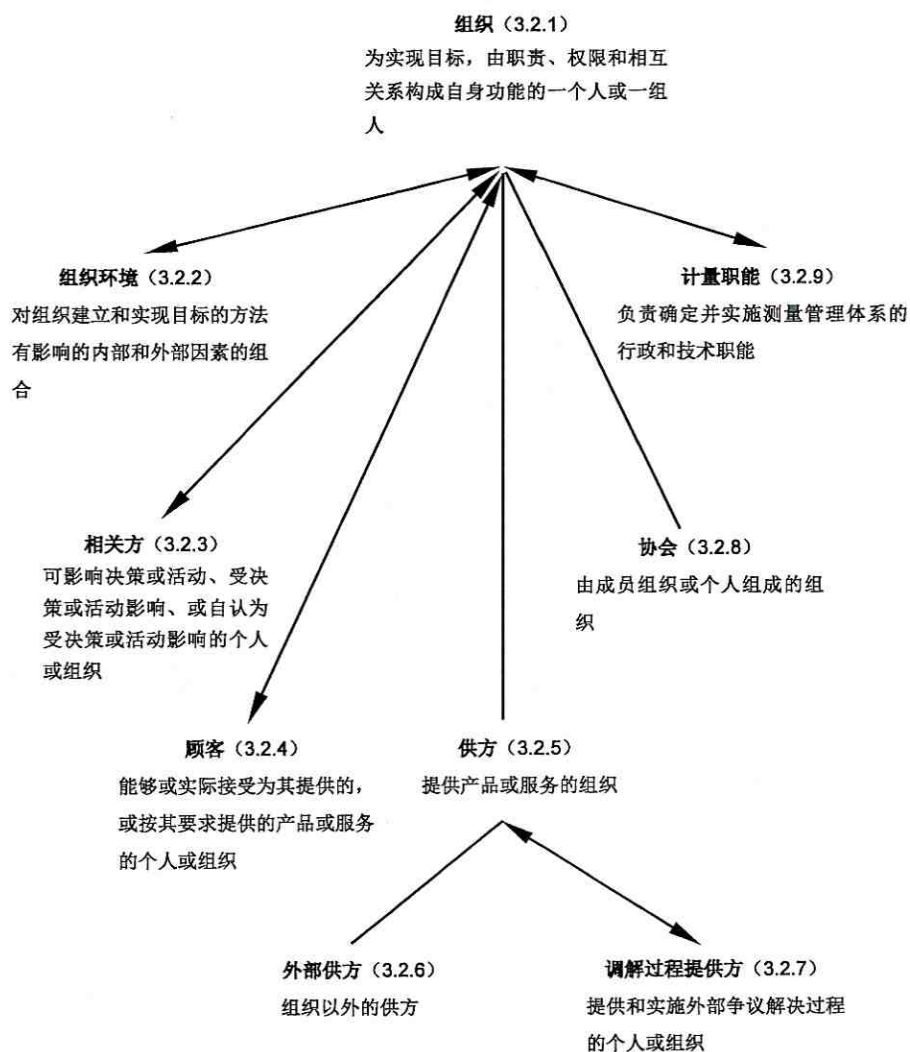 组织（3.2.1）
为实现目标，由职责、权限和相互
关系构成自身功能的一个人或一组
人
组织环境（3.2.2）
对组织建立和实现目标的方法
有影响的内部和外部因素的组
合
计量职能（3.2.9）
负责确定并实施测量管理体系的
行政和技术职能
相关方（3.2.3）
可影响决策或活动、受决
策或活动影响、或自认为
受决策或活动影响的个人
或组织
协会（3.2.8）
由成员组织或个人组成的组
织
顾客（3.2.4）
能够或实际接受为其提供的，
或按其要求提供的产品或服务
的个人或组织
供方（3.2.5）
提供产品或服务的组织
外部供方（3.2.6）
组织以外的供方
调解过程提供方（3.2.7）
提供和实施外部争议解决过程
的个人或组织